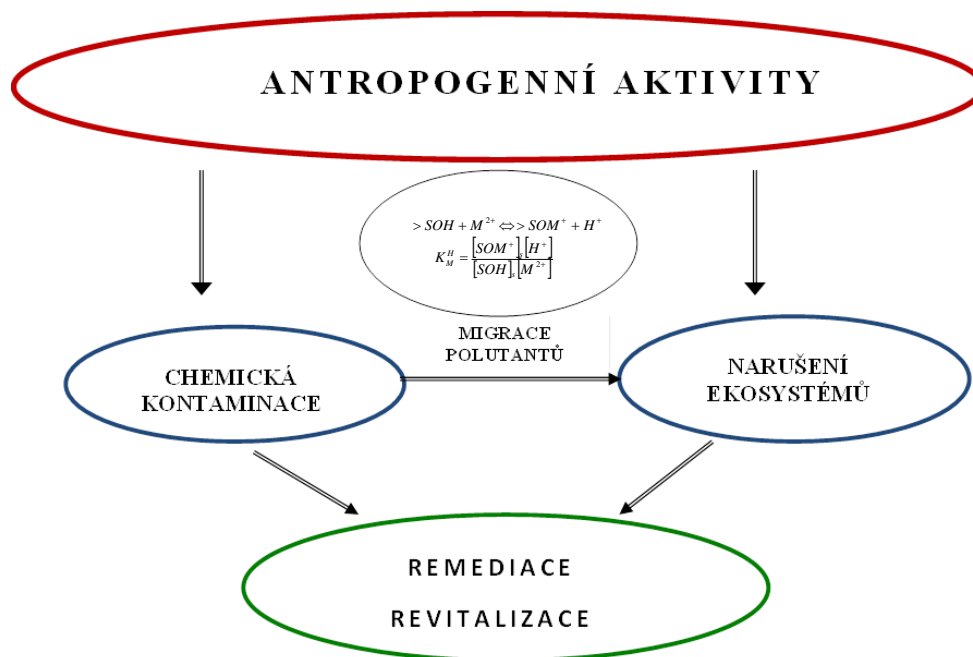 ANTROPOGENNÍ AKTIVITY
> SOH + M²⁺ ⇔> SOM⁺ + H⁺
K_M^H = [SOM⁺]ₛ[H⁺] / [SOH]ₛ[M²⁺]
MIGRACE
POLUTANTŮ
CHEMICKÁ
KONTAMINACE
NARUŠENÍ
EKOSYSTÉMŮ
REMEDIACE
REVITALIZACE